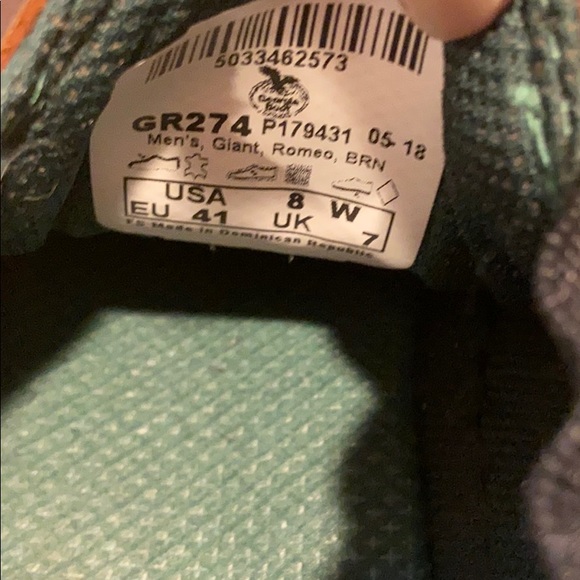 5033462573
Georgia Boot
GR274 P179431 05-18
Men's, Giant, Romeo, BRN
USA 8 W
EU 41 UK 7
Made in Dominican Republic